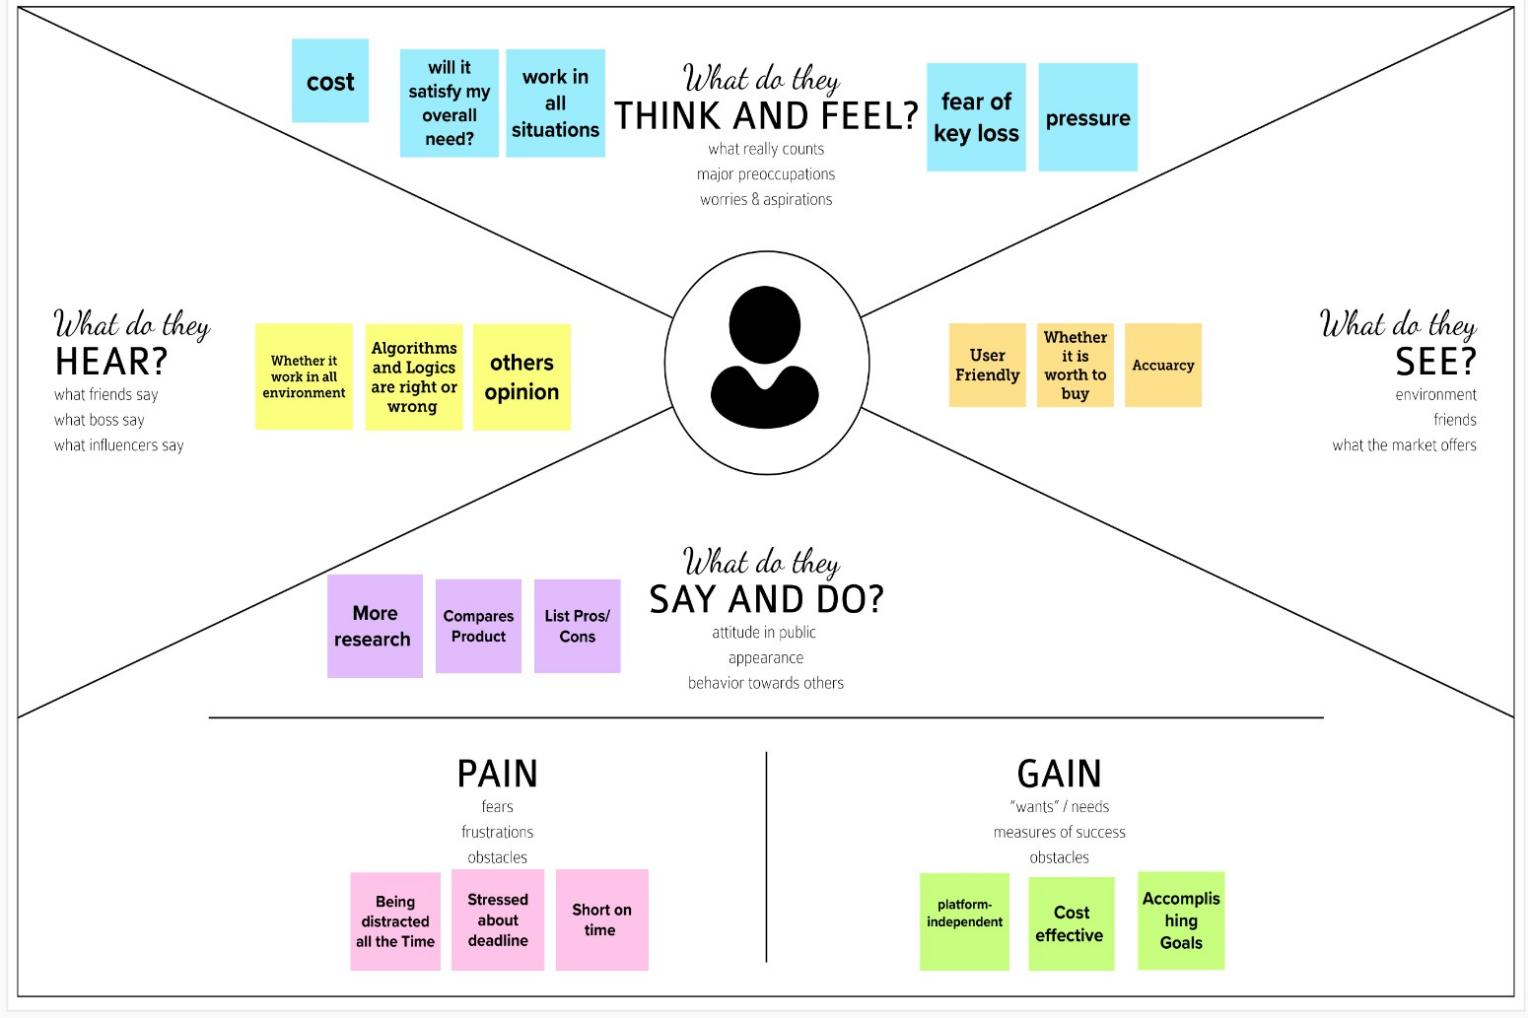 What do they
THINK AND FEEL?
what really counts
major preoccupations
worries & aspirations
cost
will it
satisfy my
overall
need?
work in
all
situations
fear of
key loss
pressure
What do they
HEAR?
what friends say
what boss say
what influencers say
Whether it
work in all
environment
Algorithms
and Logics
are right or
wrong
others
opinion
User
Friendly
Whether
it is
worth to
buy
Accuarcy
What do they
SEE?
environment
friends
what the market offers
What do they
SAY AND DO?
attitude in public
appearance
behavior towards others
More
research
Compares
Product
List Pros/
Cons
PAIN
fears
frustrations
obstacles
Being
distracted
all the Time
Stressed
about
deadline
Short on
time
GAIN
"wants" / needs
measures of success
obstacles
platform-
independent
Cost
effective
Accomplis
hing
Goals